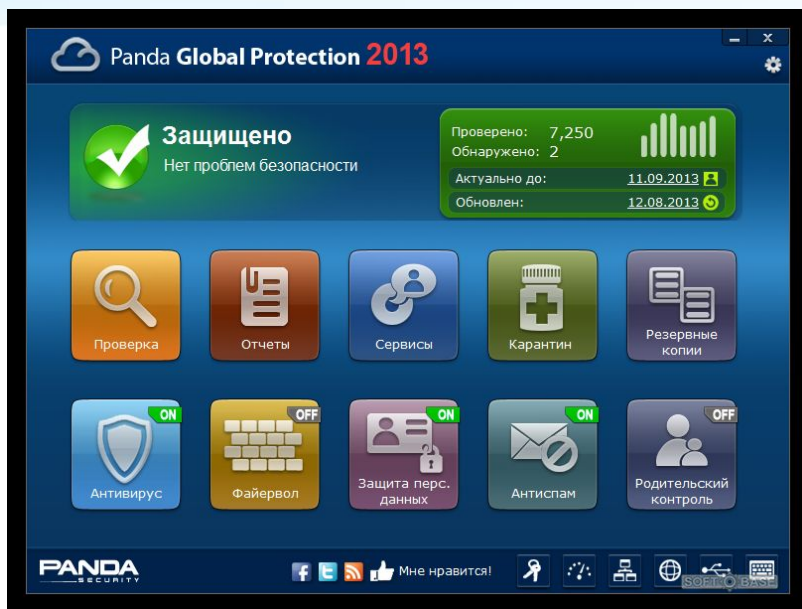 Panda Global Protection 2013
Защищено
Нет проблем безопасности
Проверено: 7,250
Обнаружено: 2
Актуально до: 11.09.2013
Обновлен: 12.08.2013
Проверка
Отчеты
Сервисы
Карантин
Резервные
копии
ON
OFF
ON
ON
OFF
Антивирус
Файервол
Защита перс.
данных
Антиспам
Родительский
контроль
PANDA
SECURITY
Мне нравится!
SOFT BASE